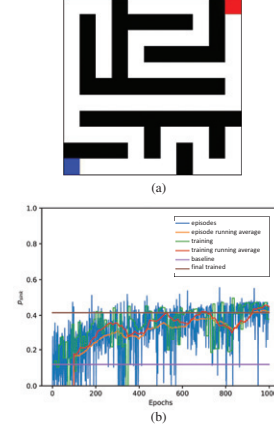 (a)
1.0
0.8
0.6
0.4
0.2
0.0
episodes
episode running average
training
training running average
baseline
final trained
0 200 400 600 800 1000
Epochs
(b)